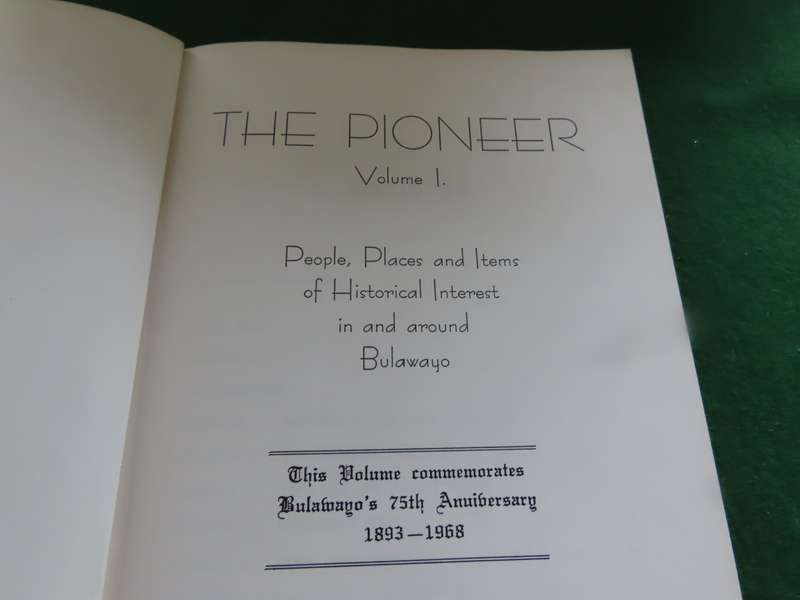 THE PIONEER
Volume 1.
People, Places and Items
of Historical Interest
in and around
Bulawayo
This Volume commemorates
Bulawayo's 75th Anniversary
1893—1968